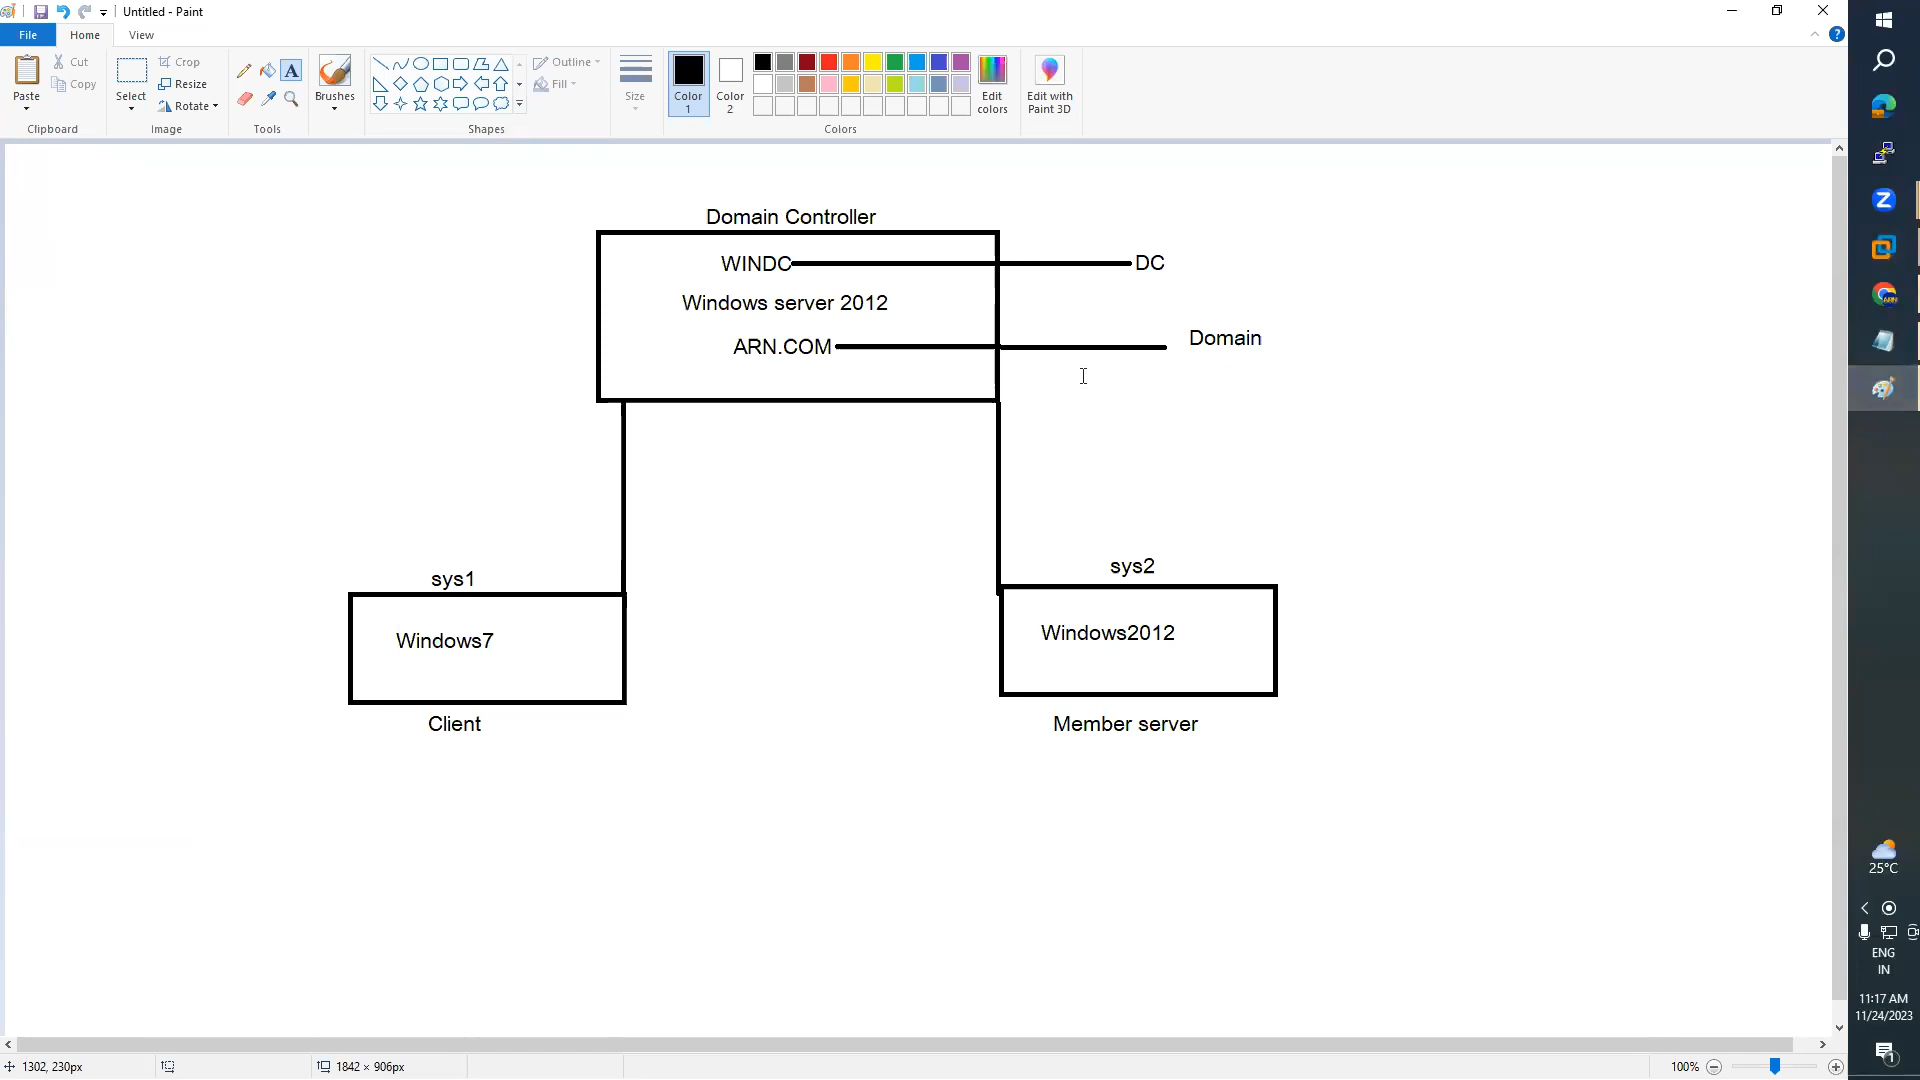 Untitled - Paint
File Home View
Paste
Cut
Copy
Clipboard
Select
Crop
Resize
Rotate
Image
A
Tools
Brushes
Shapes
Outline
Fill
Size
Color 1
Color 2
Edit colors
Colors
Edit with Paint 3D
?
Domain Controller
WINDC
DC
Windows server 2012
ARN.COM
Domain
sys1
Windows7
Client
sys2
Windows2012
Member server
Z
25°C
ENG
IN
11:17 AM
11/24/2023
1
1302, 230px
1842 × 906px
100%